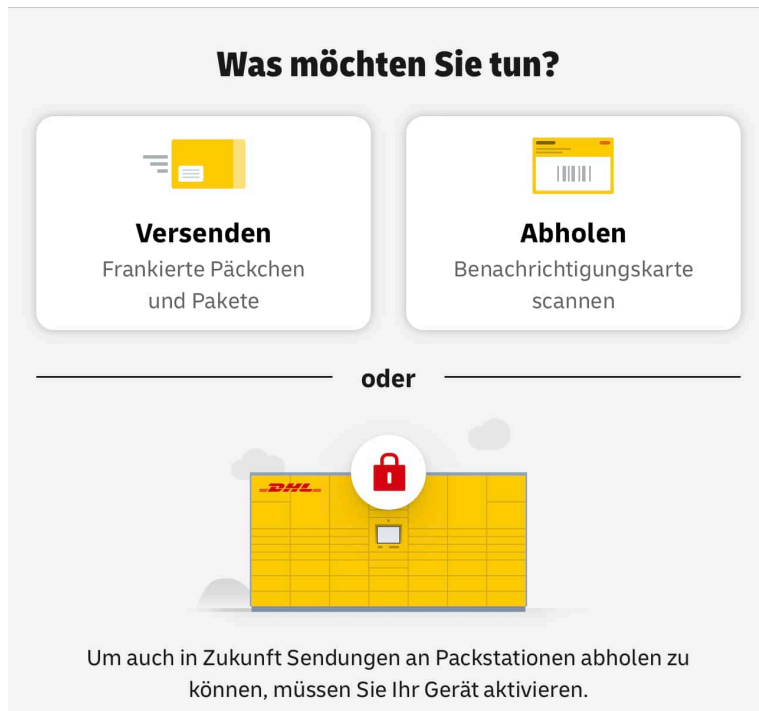 Was möchten Sie tun?
Versenden
Frankierte Päckchen
und Pakete
Abholen
Benachrichtigungskarte
scannen
oder
DHL
Um auch in Zukunft Sendungen an Packstationen abholen zu
können, müssen Sie Ihr Gerät aktivieren.